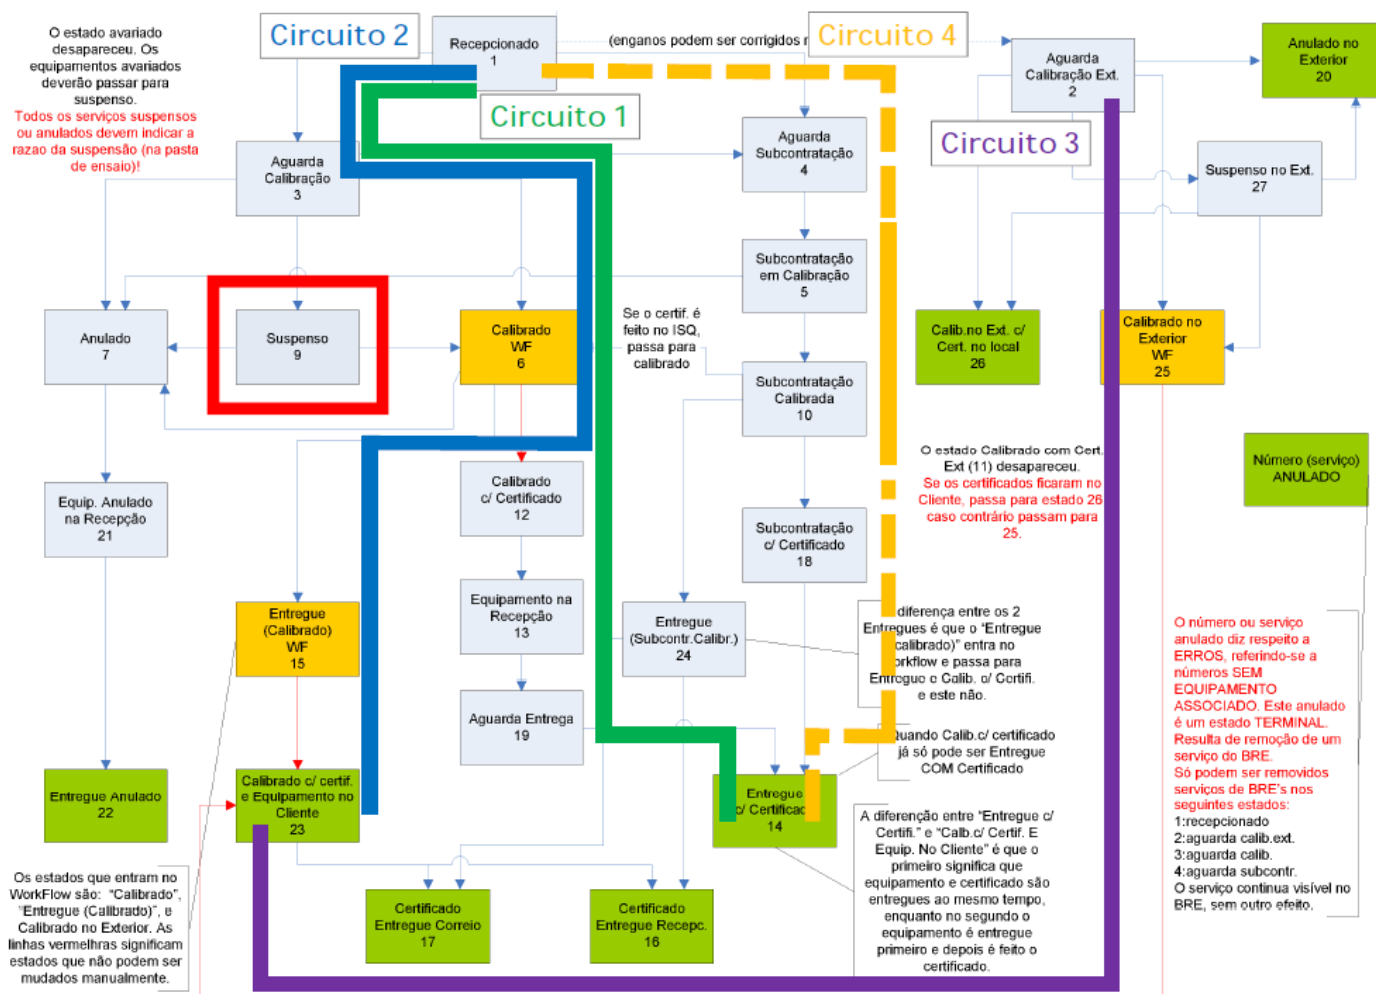 O estado avariado
desapareceu. Os
equipamentos avariados
deverão passar para
suspenso.
Todos os serviços suspensos
ou anulados devem indicar a
razao da suspensão (na pasta
de ensaio)!
Circuito 2
Recepcionado
1
(enganos podem ser corrigidos
Circuito 4
Aguarda
Calibração Ext.
2
Anulado no
Exterior
20
Circuito 1
Circuito 3
Aguarda
Calibração
3
Aguarda
Subcontratação
4
Suspenso no Ext.
27
Subcontratação
em Calibração
5
Anulado
7
Suspenso
9
Calibrado
WF
6
Se o certif. é
feito no ISQ,
passa para
calibrado
Calib.no Ext. c/
Cert. no local
26
Calibrado no
Exterior
WF
25
Subcontratação
Calibrada
10
O estado Calibrado com Cert.
Ext (11) desapareceu.
Se os certificados ficaram no
Cliente, passa para estado 26
caso contrário passam para
25.
Número (serviço)
ANULADO
Equip. Anulado
na Recepção
21
Calibrado
c/ Certificado
12
Subcontratação
c/ Certificado
18
Entregue
(Calibrado)
WF
15
Equipamento na
Recepção
13
Entregue
(Subcontr.Calibr.)
24
diferença entre os 2
Entregues é que o "Entregue
calibrado)" entra no
orkflow e passa para
Entregue e Calib. c/ Certifi.
e este não.
O número ou serviço
anulado diz respeito a
ERROS, referindo-se a
números SEM
EQUIPAMENTO
ASSOCIADO. Este anulado
é um estado TERMINAL.
Resulta de remoção de um
serviço do BRE.
Só podem ser removidos
serviços de BRE's nos
seguintes estados:
1:recepcionado
2:aguarda calib.ext.
3:aguarda calib.
4:aguarda subcontr.
O serviço continua visível no
BRE, sem outro efeito.
Aguarda Entrega
19
Quando Calib.c/ certificado
já só pode ser Entregue
COM Certificado
Entregue Anulado
22
Calibrado c/ certif.
e Equipamento no
Cliente
23
Entregue
c/ Certificado
14
A diferenção entre "Entregue c/
Certifi." e "Calb.c/ Certif. E
Equip. No Cliente" é que o
primeiro significa que
equipamento e certificado são
entregues ao mesmo tempo,
enquanto no segundo o
equipamento é entregue
primeiro e depois é feito o
certificado.
Os estados que entram no
WorkFlow são: "Calibrado",
"Entregue (Calibrado)", e
Calibrado no Exterior. As
linhas vermelhras significam
estados que não podem ser
mudados manualmente.
Certificado
Entregue Correio
17
Certificado
Entregue Recepc.
16